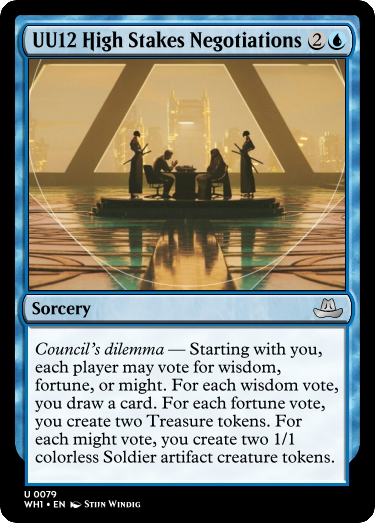 UU12 High Stakes Negotiations 2
Sorcery
Council's dilemma — Starting with you,
each player may vote for wisdom,
fortune, or might. For each wisdom vote,
you draw a card. For each fortune vote,
you create two Treasure tokens. For
each might vote, you create two 1/1
colorless Soldier artifact creature tokens.
U 0079
WH1 • EN Stijn Windig